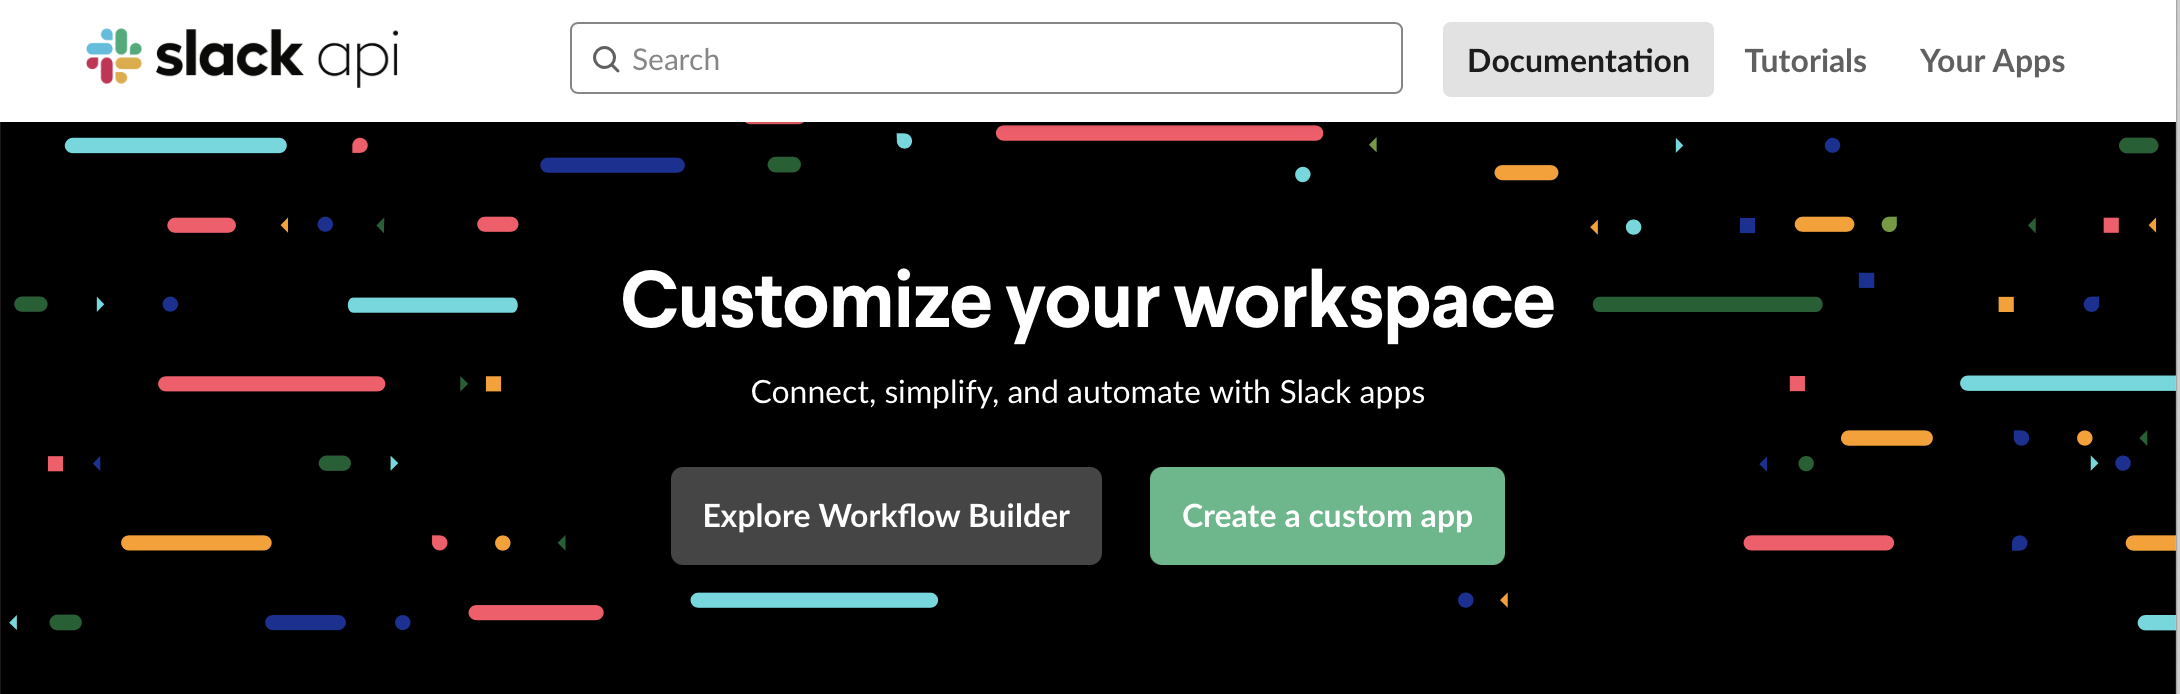 slack api
Search
Documentation
Tutorials
Your Apps
Customize your workspace
Connect, simplify, and automate with Slack apps
Explore Workflow Builder
Create a custom app